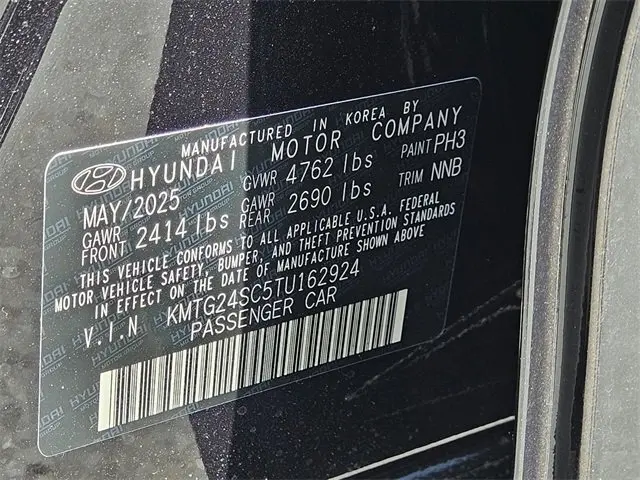 MANUFACTURED IN KOREA BY
HYUNDAI MOTOR COMPANY
MAY/2025 GVWR 4762 lbs PAINT PH3
GAWR FRONT 2414 lbs GAWR REAR 2690 lbs TRIM NNB
THIS VEHICLE CONFORMS TO ALL APPLICABLE U.S.A. FEDERAL
MOTOR VEHICLE SAFETY, BUMPER, AND THEFT PREVENTION STANDARDS
IN EFFECT ON THE DATE OF MANUFACTURE SHOWN ABOVE
V.I.N KMTG24SC5TU162924
PASSENGER CAR